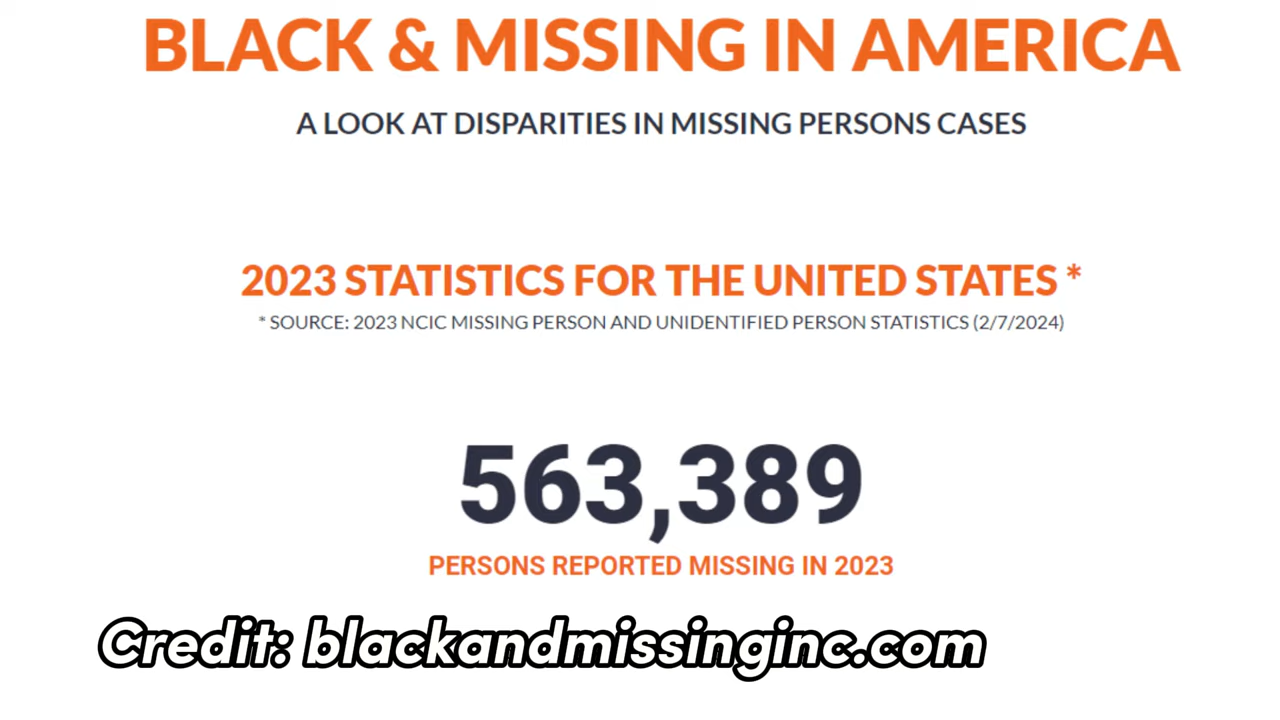 BLACK & MISSING IN AMERICA
A LOOK AT DISPARITIES IN MISSING PERSONS CASES
2023 STATISTICS FOR THE UNITED STATES *
* SOURCE: 2023 NCIC MISSING PERSON AND UNIDENTIFIED PERSON STATISTICS (2/7/2024)
563,389
PERSONS REPORTED MISSING IN 2023
Credit: blackandmissinginc.com